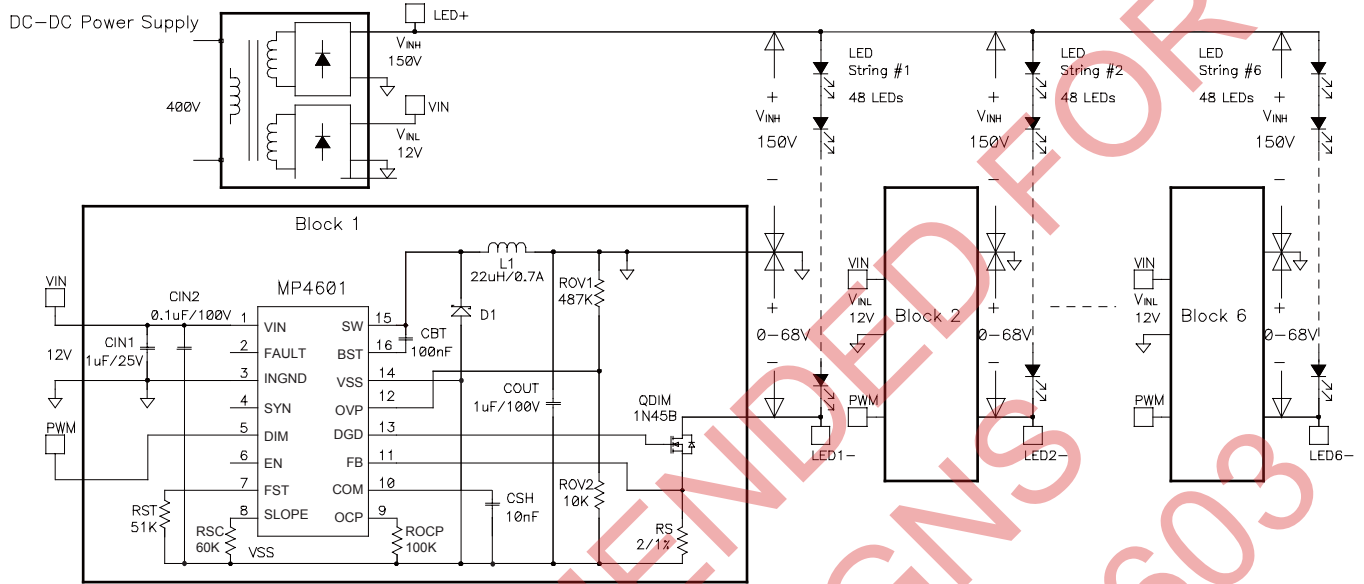 DC-DC Power Supply
400V
LED+
VINH
150V
VIN
VINL
12V
+
VINH
150V
-
LED
String #1
48 LEDs
+
VINH
150V
-
LED
String #2
48 LEDs
LED
String #6
48 LEDs
+
VINH
150V
-
+
0-68V
-
+
0-68V
-
+
0-68V
-
Block 1
VIN
12V
PWM
CIN1
1uF/25V
CIN2
0.1uF/100V
MP4601
1 VIN SW 15
2 FAULT BST 16
3 INGND VSS 14
4 SYN OVP 12
5 DIM DGD 13
6 EN FB 11
7 FST COM 10
8 SLOPE OCP 9
RST
51K
RSC
60K
VSS
ROCP
100K
CBT
100nF
D1
L1
22uH/0.7A
COUT
1uF/100V
CSH
10nF
ROV1
487K
ROV2
10K
QDIM
1N45B
RS
2/1%
LED1-
VIN
VINL
12V
Block 2
PWM
LED2-
VIN
VINL
12V
Block 6
PWM
LED6-
ENDED FOR
IGNS
603